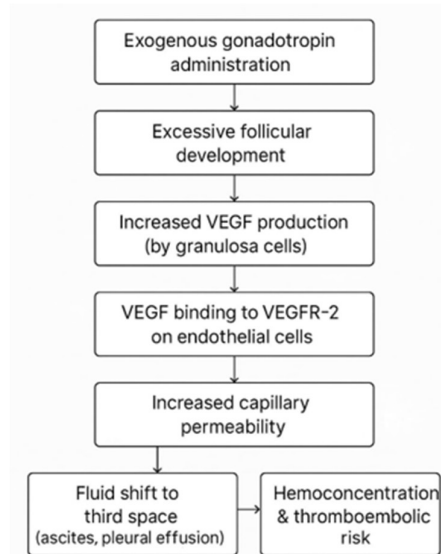 Exogenous gonadotropin
administration
Excessive follicular
development
Increased VEGF production
(by granulosa cells)
VEGF binding to VEGFR-2
on endothelial cells
Increased capillary
permeability
Fluid shift to
third space
(ascites, pleural effusion)
Hemoconcentration
& thromboembolic
risk